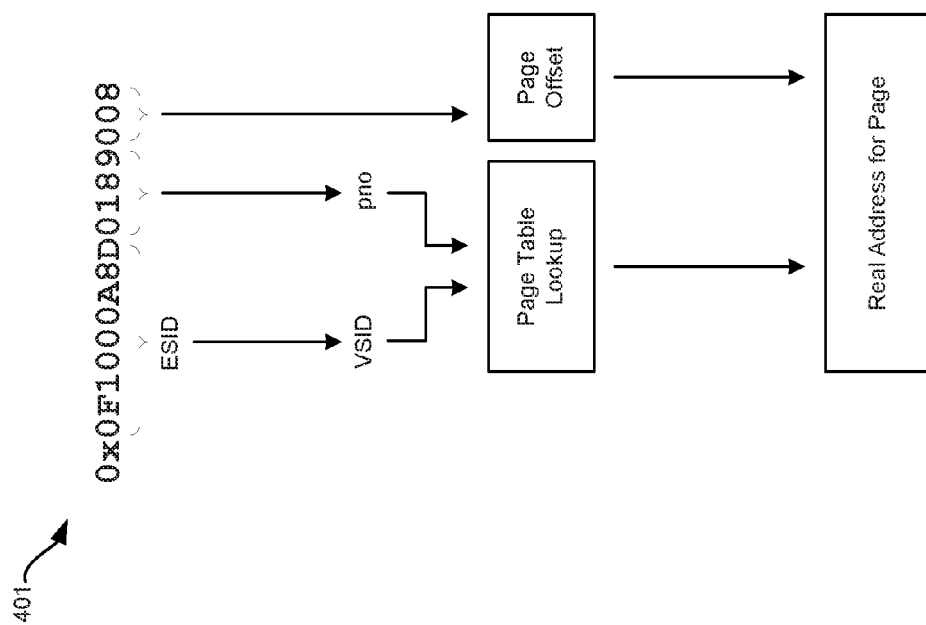 401
0x0F1000A8D0189008
ESID
VSID
pno
Page Table
Lookup
Page
Offset
Real Address for Page